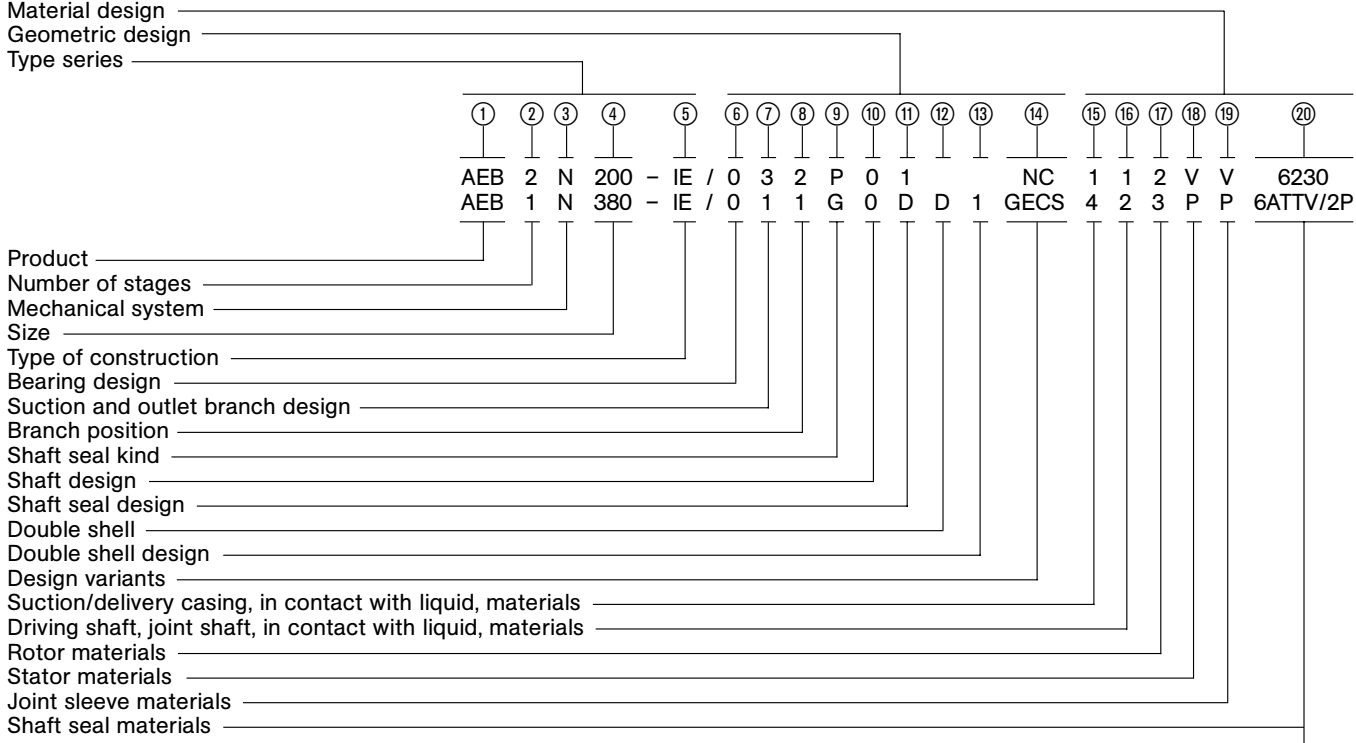 Material design
Geometric design
Type series
① ② ③ ④ ⑤ ⑥ ⑦ ⑧ ⑨ ⑩ ⑪ ⑫ ⑬ ⑭ ⑮ ⑯ ⑰ ⑱ ⑲ ⑳
AEB 2 N 200 – IE / 0 3 2 P 0 1 NC 1 1 2 V V 6230
AEB 1 N 380 – IE / 0 1 1 G 0 D D 1 GECS 4 2 3 P P 6ATTV/2P
Product
Number of stages
Mechanical system
Size
Type of construction
Bearing design
Suction and outlet branch design
Branch position
Shaft seal kind
Shaft design
Shaft seal design
Double shell
Double shell design
Design variants
Suction/delivery casing, in contact with liquid, materials
Driving shaft, joint shaft, in contact with liquid, materials
Rotor materials
Stator materials
Joint sleeve materials
Shaft seal materials